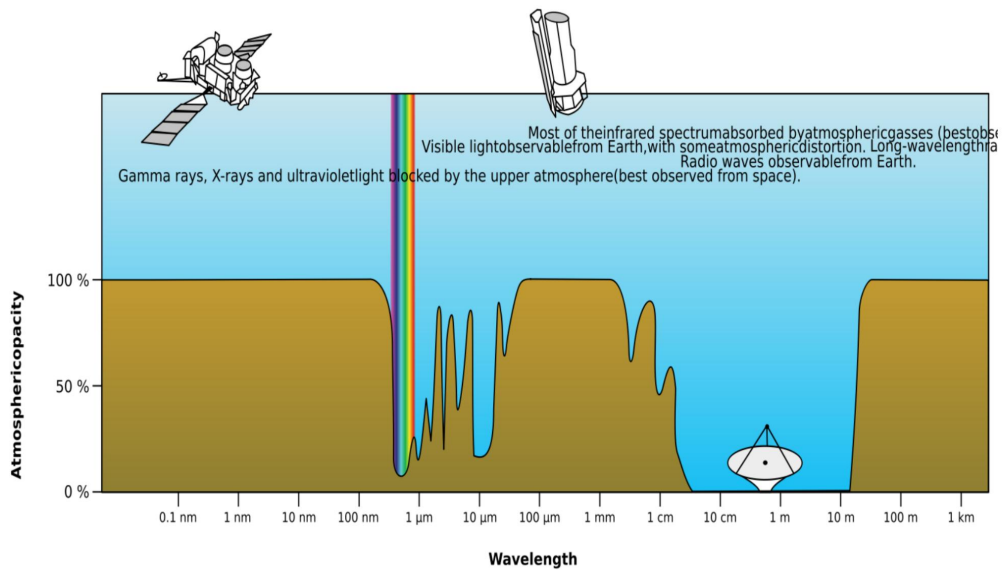 Most of theinfrared spectrumabsorbed byatmosphericgasses (bestobse
Visible lightobservablefrom Earth,with someatmosphericdistortion. Long-wavelengthra
Radio waves observablefrom Earth.
Gamma rays, X-rays and ultravioletlight blocked by the upper atmosphere(best observed from space).
Atmosphericopacity
100 %
50 %
0 %
0.1 nm 1 nm 10 nm 100 nm 1 μm 10 μm 100 μm 1 mm 1 cm 10 cm 1 m 10 m 100 m 1 km
Wavelength